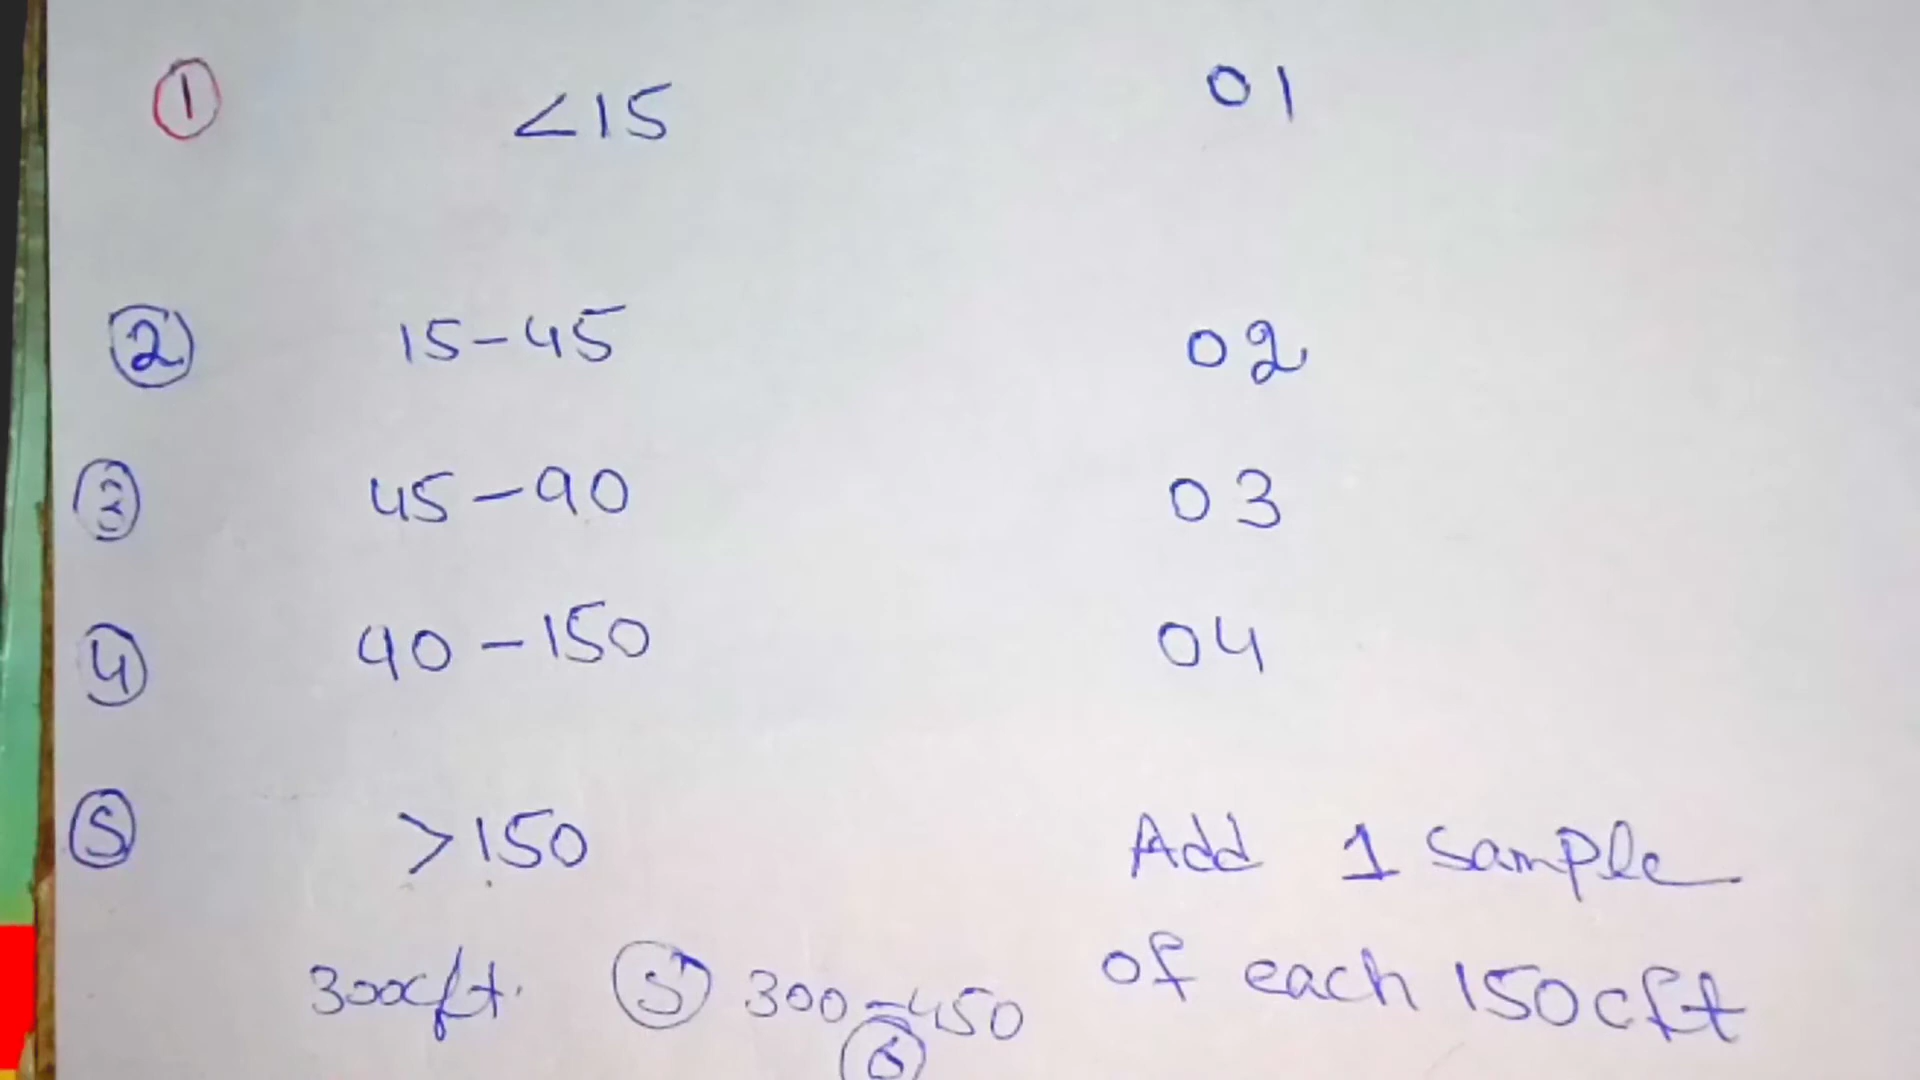 1 <15 01
2 15-45 02
3 45-90 03
4 90-150 04
5 >150 Add 1 Sample
of each 150cft
300cft. 5 300-450
6